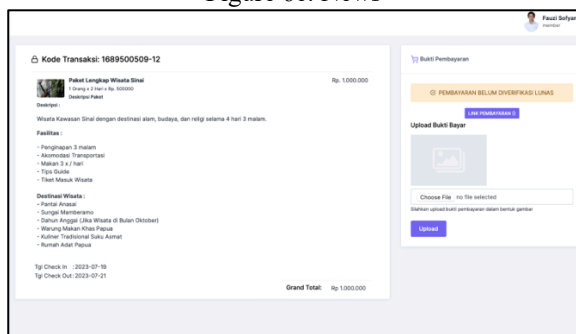 Figure 6. News
Fauzi Sofyan
member
Kode Transaksi: 1689500509-12
Paket Lengkap Wisata Sinai
Rp. 1.000.000
1 Orang x 2 Hari x Rp. 500000
Deskripsi Paket
Deskripsi :
Wisata Kawasan Sinai dengan destinasi alam, budaya, dan religi selama 4 hari 3 malam.
Fasilitas :
- Penginapan 3 malam
- Akomodasi Transportasi
- Makan 3 x / hari
- Tips Guide
- Tiket Masuk Wisata
Destinasi Wisata :
- Pantai Anasai
- Sungai Memberamo
- Dahun Anggai (Jika Wisata di Bulan Oktober)
- Warung Makan Khas Papua
- Kuliner Tradisional Suku Asmat
- Rumah Adat Papua
Tgl Check In : 2023-07-19
Tgl Check Out: 2023-07-21
Grand Total: Rp 1.000.000
Bukti Pembayaran
PEMBAYARAN BELUM DIVERIFIKASI LUNAS
LINK PEMBAYARAN
Upload Bukti Bayar
Choose File no file selected
Silahkan upload bukti pembayaran dalam bentuk gambar
Upload